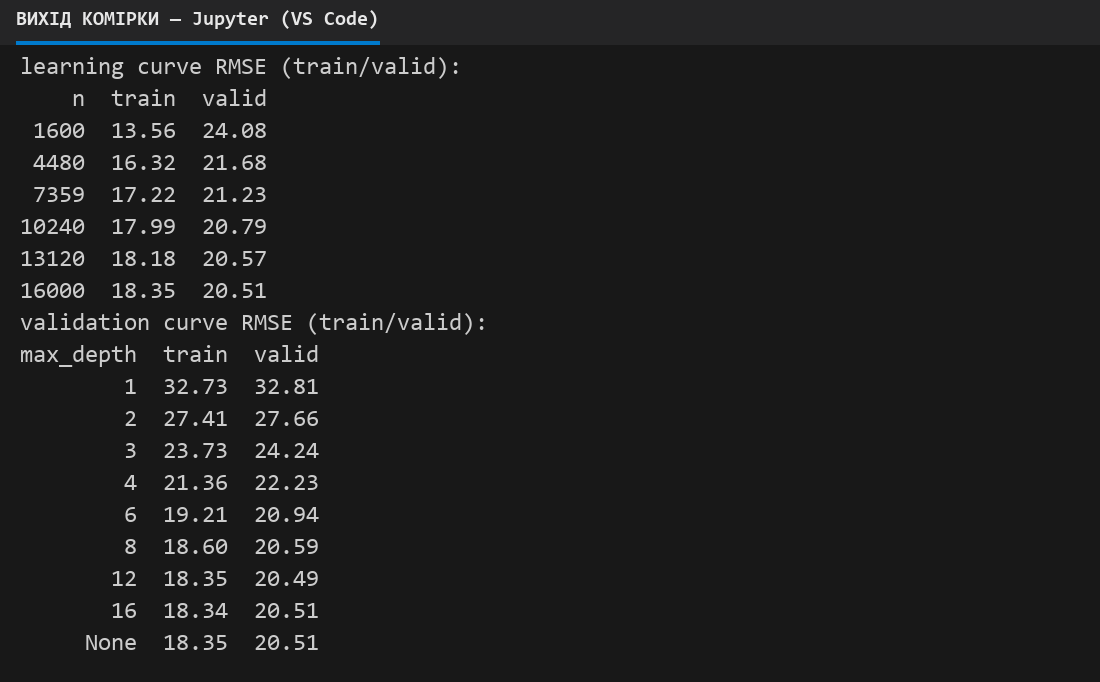 ВИХІД КОМІРКИ — Jupyter (VS Code)
learning curve RMSE (train/valid):
    n  train  valid
 1600  13.56  24.08
 4480  16.32  21.68
 7359  17.22  21.23
10240  17.99  20.79
13120  18.18  20.57
16000  18.35  20.51
validation curve RMSE (train/valid):
max_depth  train  valid
        1  32.73  32.81
        2  27.41  27.66
        3  23.73  24.24
        4  21.36  22.23
        6  19.21  20.94
        8  18.60  20.59
       12  18.35  20.49
       16  18.34  20.51
     None  18.35  20.51